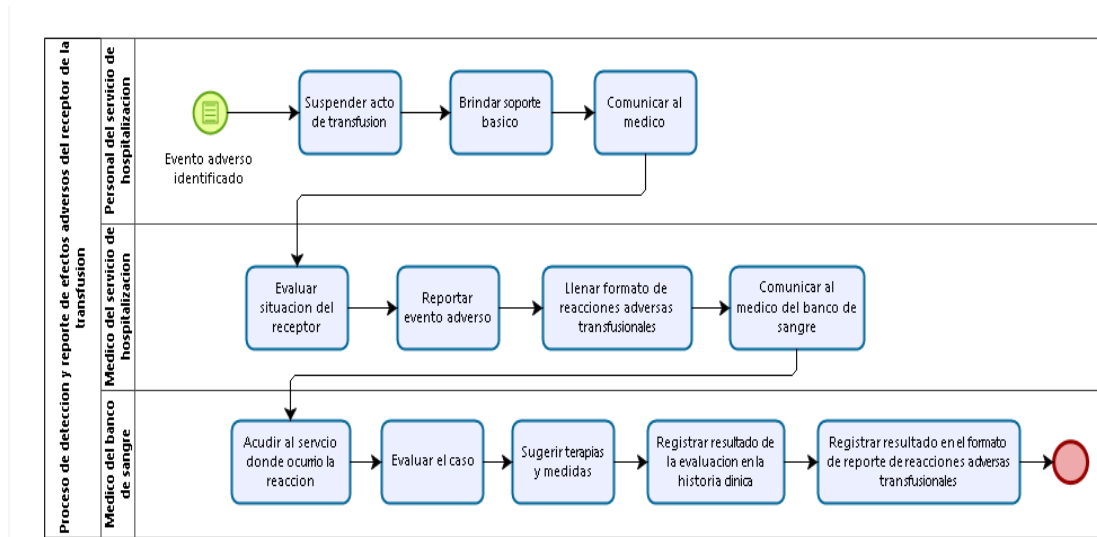 Proceso de deteccion y reporte de efectos adversos del receptor de la
transfusion
Personal del servicio de
hospitalizacion
Evento adverso
identificado
Suspender acto
de transfusion
Brindar soporte
basico
Comunicar al
medico
Medico del servicio de
hospitalizacion
Evaluar
situacion del
receptor
Reportar
evento adverso
Llenar formato de
reacciones adversas
transfusionales
Comunicar al
medico del banco de
sangre
Medico del banco
de sangre
Acudir al servcio
donde ocurrio la
reaccion
Evaluar el caso
Sugerir terapias
y medidas
Registrar resultado de
la evaluacion en la
historia clinica
Registrar resultado en el formato
de reporte de reacciones adversas
transfusionales